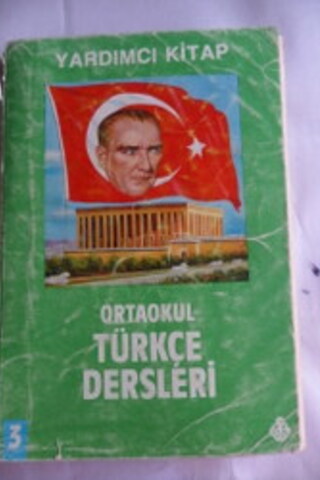 YARDIMCI KİTAP
ORTAOKUL
TÜRKÇE
DERSLERİ
3